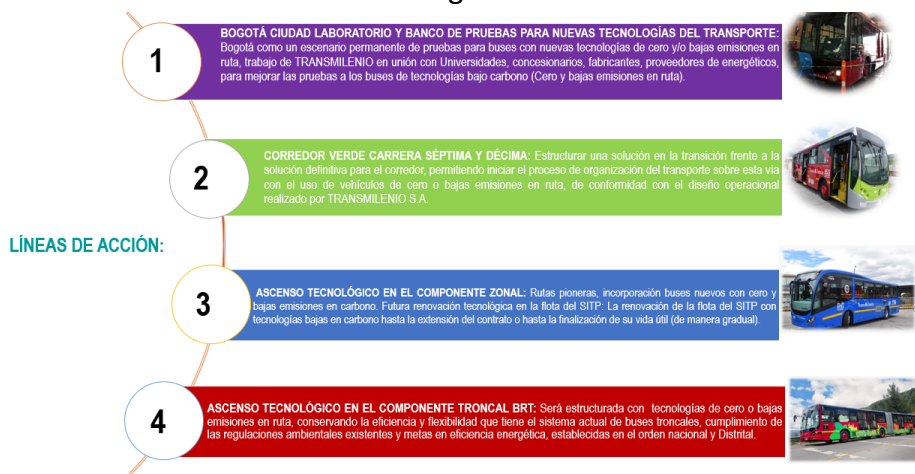 1
BOGOTÁ CIUDAD LABORATORIO Y BANCO DE PRUEBAS PARA NUEVAS TECNOLOGÍAS DEL TRANSPORTE:
Bogotá como un escenario permanente de pruebas para buses con nuevas tecnologías de cero y/o bajas emisiones en
ruta, trabajo de TRANSMILENIO en unión con Universidades, concesionarios, fabricantes, proveedores de energéticos,
para mejorar las pruebas a los buses de tecnologías bajo carbono (Cero y bajas emisiones en ruta).
2
CORREDOR VERDE CARRERA SÉPTIMA Y DÉCIMA: Estructurar una solución en la transición frente a la
solución definitiva para el corredor, permitiendo iniciar el proceso de organización del transporte sobre esta vía
con el uso de vehículos de cero o bajas emisiones en ruta, de conformidad con el diseño operacional
realizado por TRANSMILENIO S.A.
LÍNEAS DE ACCIÓN:
3
ASCENSO TECNOLÓGICO EN EL COMPONENTE ZONAL: Rutas pioneras, incorporación buses nuevos con cero y
bajas emisiones en carbono. Futura renovación tecnológica en la flota del SITP: La renovación de la flota del SITP con
tecnologías bajas en carbono hasta la extensión del contrato o hasta la finalización de su vida útil (de manera gradual).
4
ASCENSO TECNOLÓGICO EN EL COMPONENTE TRONCAL BRT: Será estructurada con tecnologías de cero o bajas
emisiones en ruta, conservando la eficiencia y flexibilidad que tiene el sistema actual de buses troncales, cumplimiento de
las regulaciones ambientales existentes y metas en eficiencia energética, establecidas en el orden nacional y Distrital.